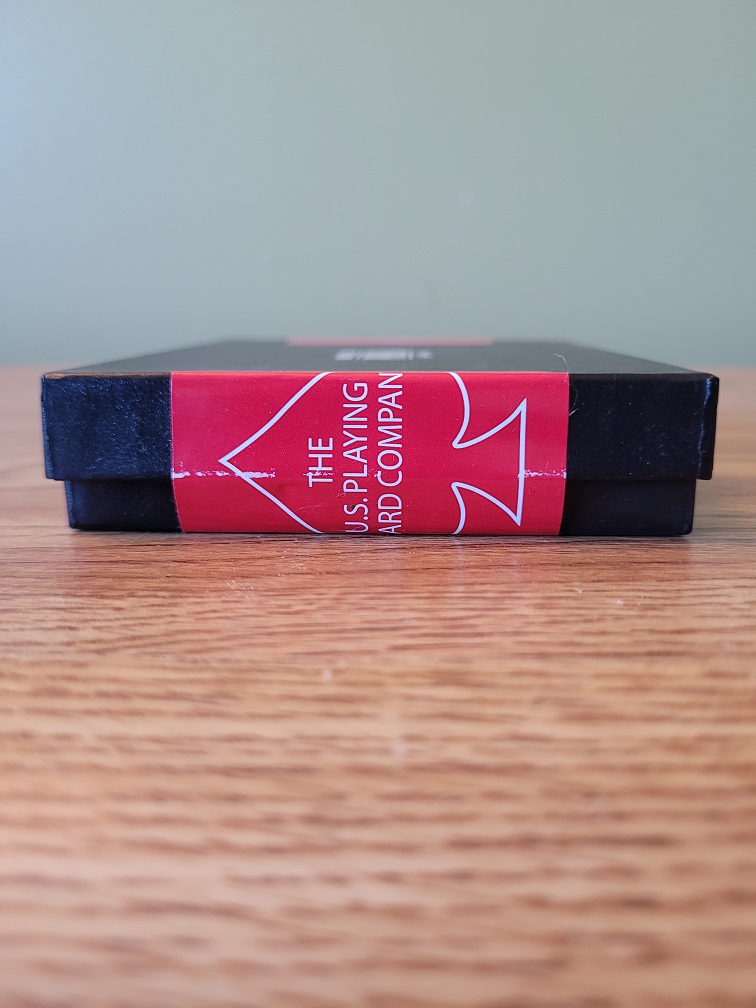 THE
U.S. PLAYING
ARD COMPAN